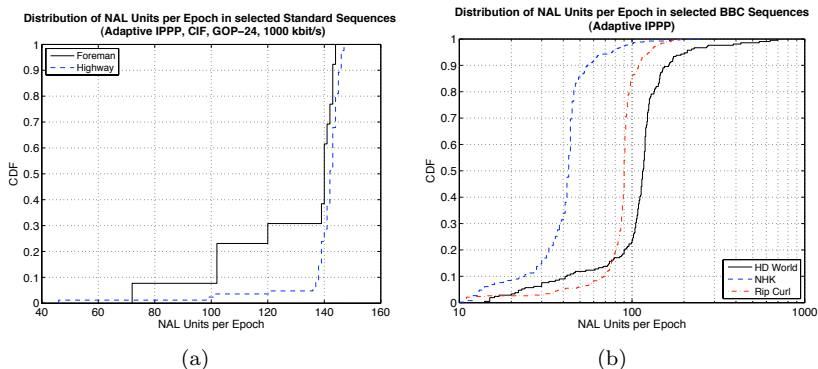 Distribution of NAL Units per Epoch in selected Standard Sequences
(Adaptive IPPP, CIF, GOP−24, 1000 kbit/s)
1
0.9
0.8
0.7
0.6
0.5
0.4
0.3
0.2
0.1
0
CDF
Foreman
Highway
40
60
80
100
120
140
160
NAL Units per Epoch
(a)
Distribution of NAL Units per Epoch in selected BBC Sequences
(Adaptive IPPP)
1
0.9
0.8
0.7
0.6
0.5
0.4
0.3
0.2
0.1
0
CDF
HD World
NHK
Rip Curl
10
100
1000
NAL Units per Epoch
(b)